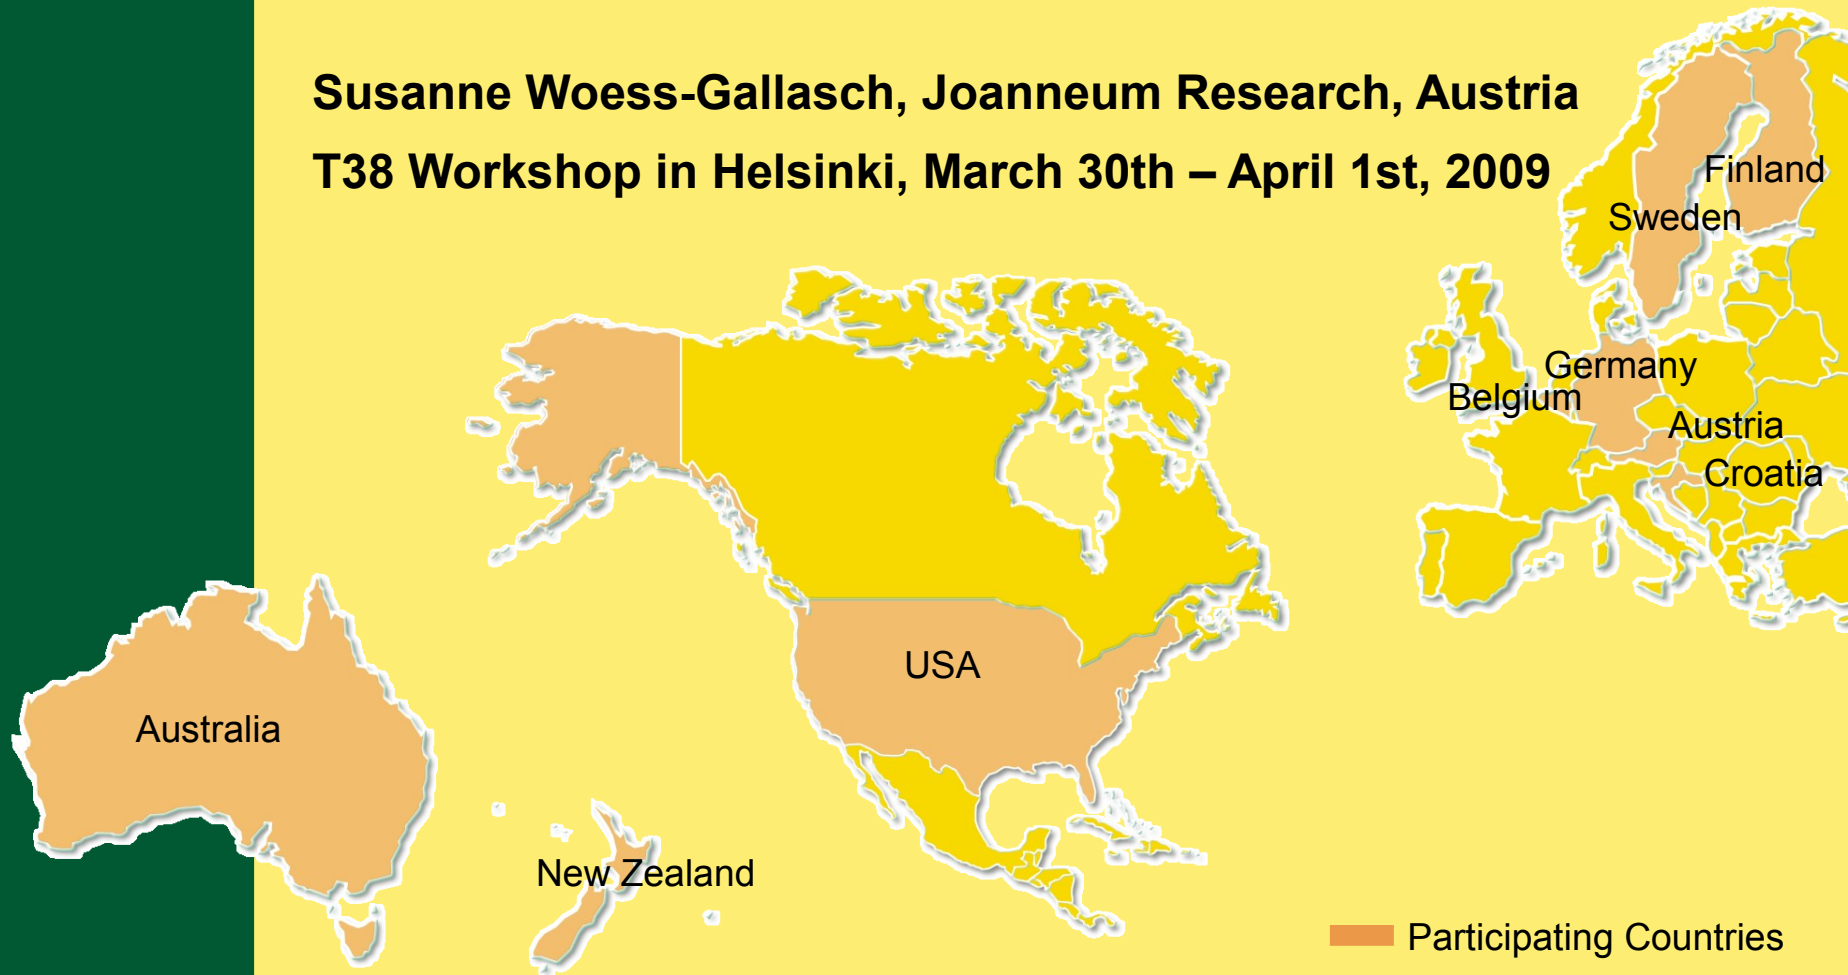 Susanne Woess-Gallasch, Joanneum Research, Austria
T38 Workshop in Helsinki, March 30th – April 1st, 2009
Finland
Sweden
Germany
Belgium
Austria
Croatia
USA
Australia
New Zealand
Participating Countries